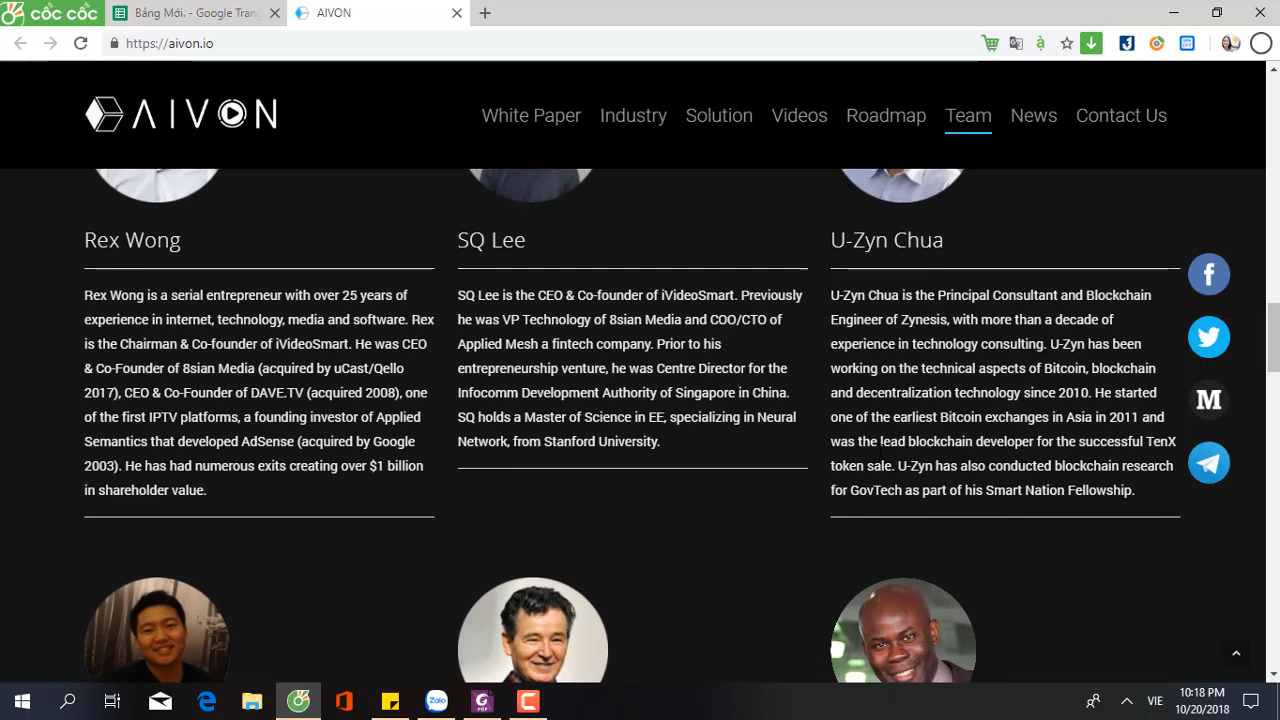 cốc cốc
Bảng Mới. - Google Trang
AIVON
https://aivon.io
AIVON
White Paper
Industry
Solution
Videos
Roadmap
Team
News
Contact Us
Rex Wong
Rex Wong is a serial entrepreneur with over 25 years of
experience in internet, technology, media and software. Rex
is the Chairman & Co-founder of iVideoSmart. He was CEO
& Co-Founder of 8sian Media (acquired by uCast/Qello
2017), CEO & Co-Founder of DAVE.TV (acquired 2008), one
of the first IPTV platforms, a founding investor of Applied
Semantics that developed AdSense (acquired by Google
2003). He has had numerous exits creating over $1 billion
in shareholder value.
SQ Lee
SQ Lee is the CEO & Co-founder of iVideoSmart. Previously
he was VP Technology of 8sian Media and COO/CTO of
Applied Mesh a fintech company. Prior to his
entrepreneurship venture, he was Centre Director for the
Infocomm Development Authority of Singapore in China.
SQ holds a Master of Science in EE, specializing in Neural
Network, from Stanford University.
U-Zyn Chua
U-Zyn Chua is the Principal Consultant and Blockchain
Engineer of Zynesis, with more than a decade of
experience in technology consulting. U-Zyn has been
working on the technical aspects of Bitcoin, blockchain
and decentralization technology since 2010. He started
one of the earliest Bitcoin exchanges in Asia in 2011 and
was the lead blockchain developer for the successful TenX
token sale. U-Zyn has also conducted blockchain research
for GovTech as part of his Smart Nation Fellowship.
Zalo
PDF
VIE
10:18 PM
10/20/2018